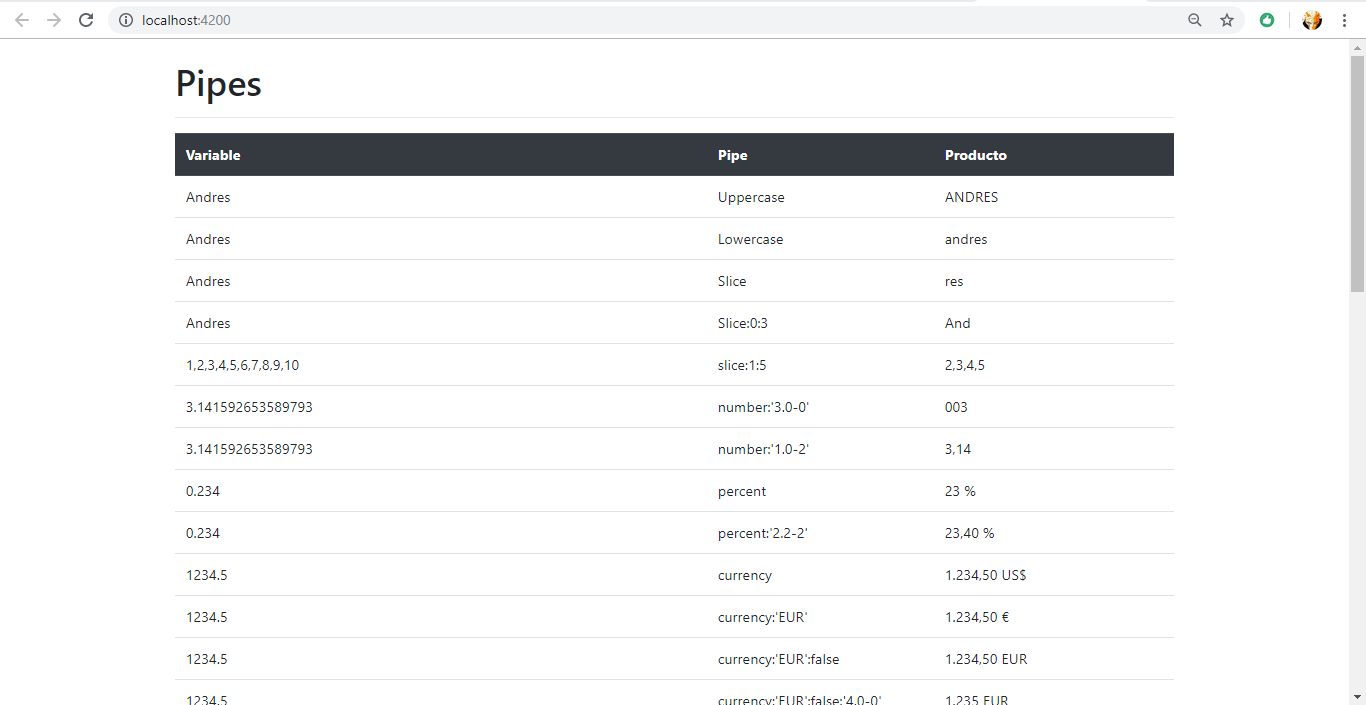 localhost:4200
Pipes
Variable Pipe Producto
Andres Uppercase ANDRES
Andres Lowercase andres
Andres Slice res
Andres Slice:0:3 And
1,2,3,4,5,6,7,8,9,10 slice:1:5 2,3,4,5
3.141592653589793 number:'3.0-0' 003
3.141592653589793 number:'1.0-2' 3,14
0.234 percent 23 %
0.234 percent:'2.2-2' 23,40 %
1234.5 currency 1.234,50 US$
1234.5 currency:'EUR' 1.234,50 €
1234.5 currency:'EUR':false 1.234,50 EUR
1234.5 currency:'EUR':false:'4.0-0' 1.235 EUR